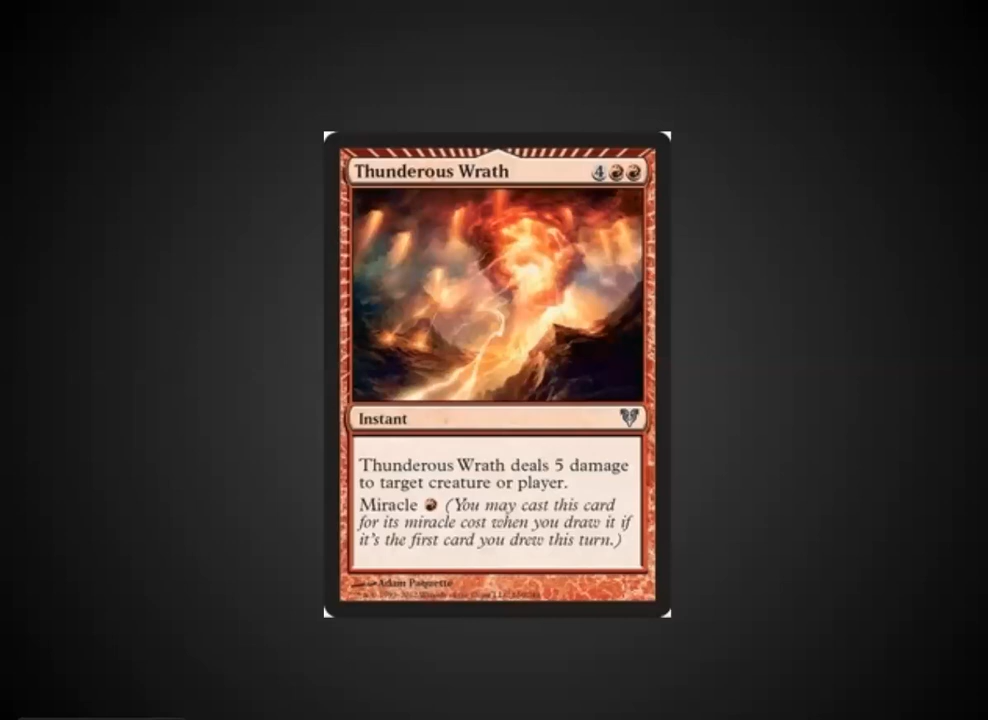 Thunderous Wrath 4
Instant
Thunderous Wrath deals 5 damage
to target creature or player.
Miracle (You may cast this card
for its miracle cost when you draw it if
it's the first card you drew this turn.)
Adam Paquette